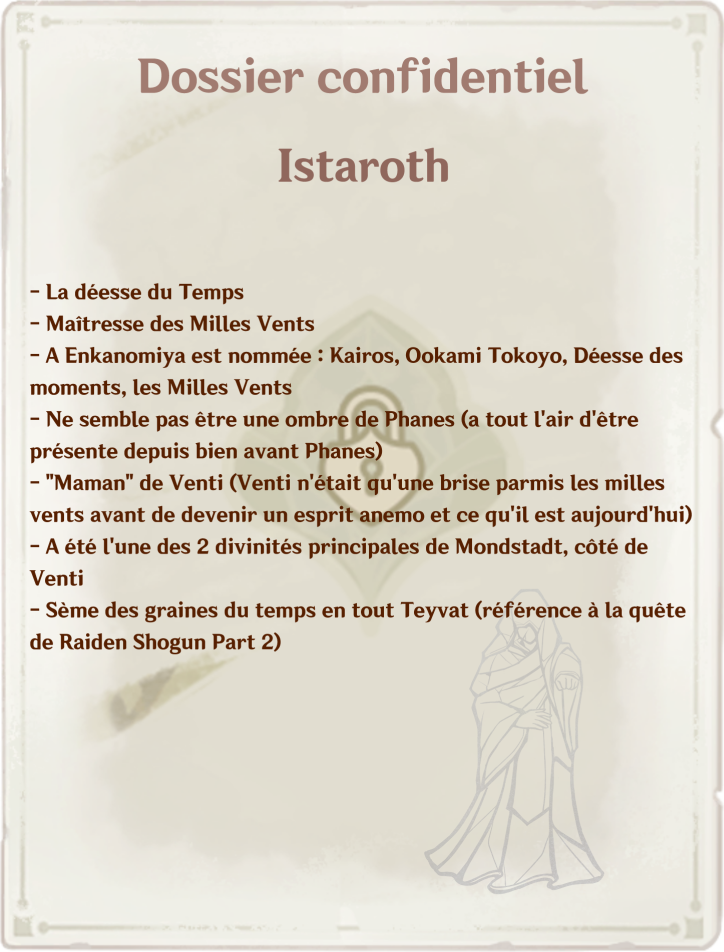 Dossier confidentiel
Istaroth
- La déesse du Temps
- Maîtresse des Milles Vents
- A Enkanomiya est nommée : Kairos, Ookami Tokoyo, Déesse des
moments, les Milles Vents
- Ne semble pas être une ombre de Phanes (a tout l'air d'être
présente depuis bien avant Phanes)
- "Maman" de Venti (Venti n'était qu'une brise parmis les milles
vents avant de devenir un esprit anemo et ce qu'il est aujourd'hui)
- A été l'une des 2 divinités principales de Mondstadt, côté de
Venti
- Sème des graines du temps en tout Teyvat (référence à la quête
de Raiden Shogun Part 2)